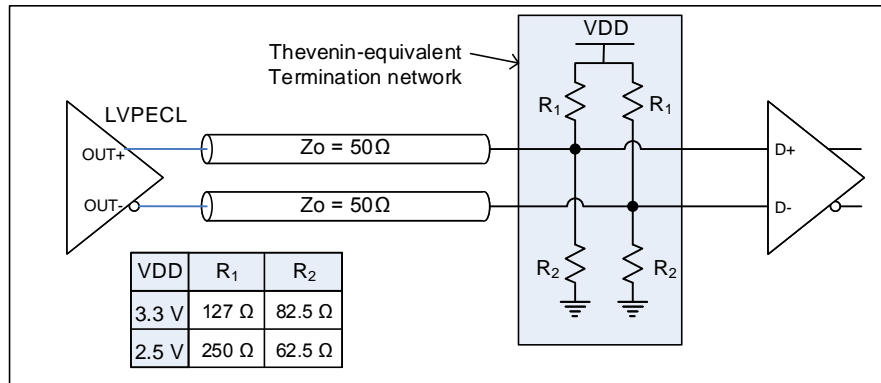 VDD
Thevenin-equivalent
Termination network
R1
R1
LVPECL
OUT+
Zo = 50Ω
D+
OUT-
Zo = 50Ω
D-
R2
R2
VDD R1 R2
3.3 V 127 Ω 82.5 Ω
2.5 V 250 Ω 62.5 Ω